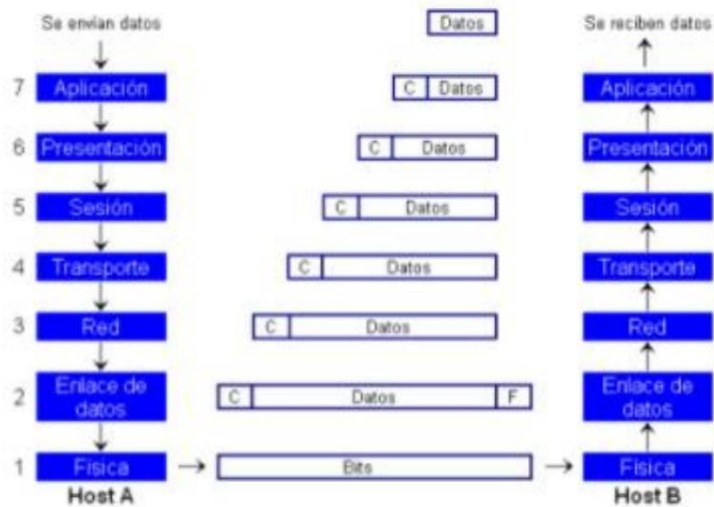 Se envían datos
Datos
Se reciben datos
7
Aplicación
C
Datos
Aplicación
6
Presentación
C
Datos
Presentación
5
Sesión
C
Datos
Sesión
4
Transporte
C
Datos
Transporte
3
Red
C
Datos
Red
2
Enlace de
datos
C
Datos
F
Enlace de
datos
1
Física
Bits
Física
Host A
Host B